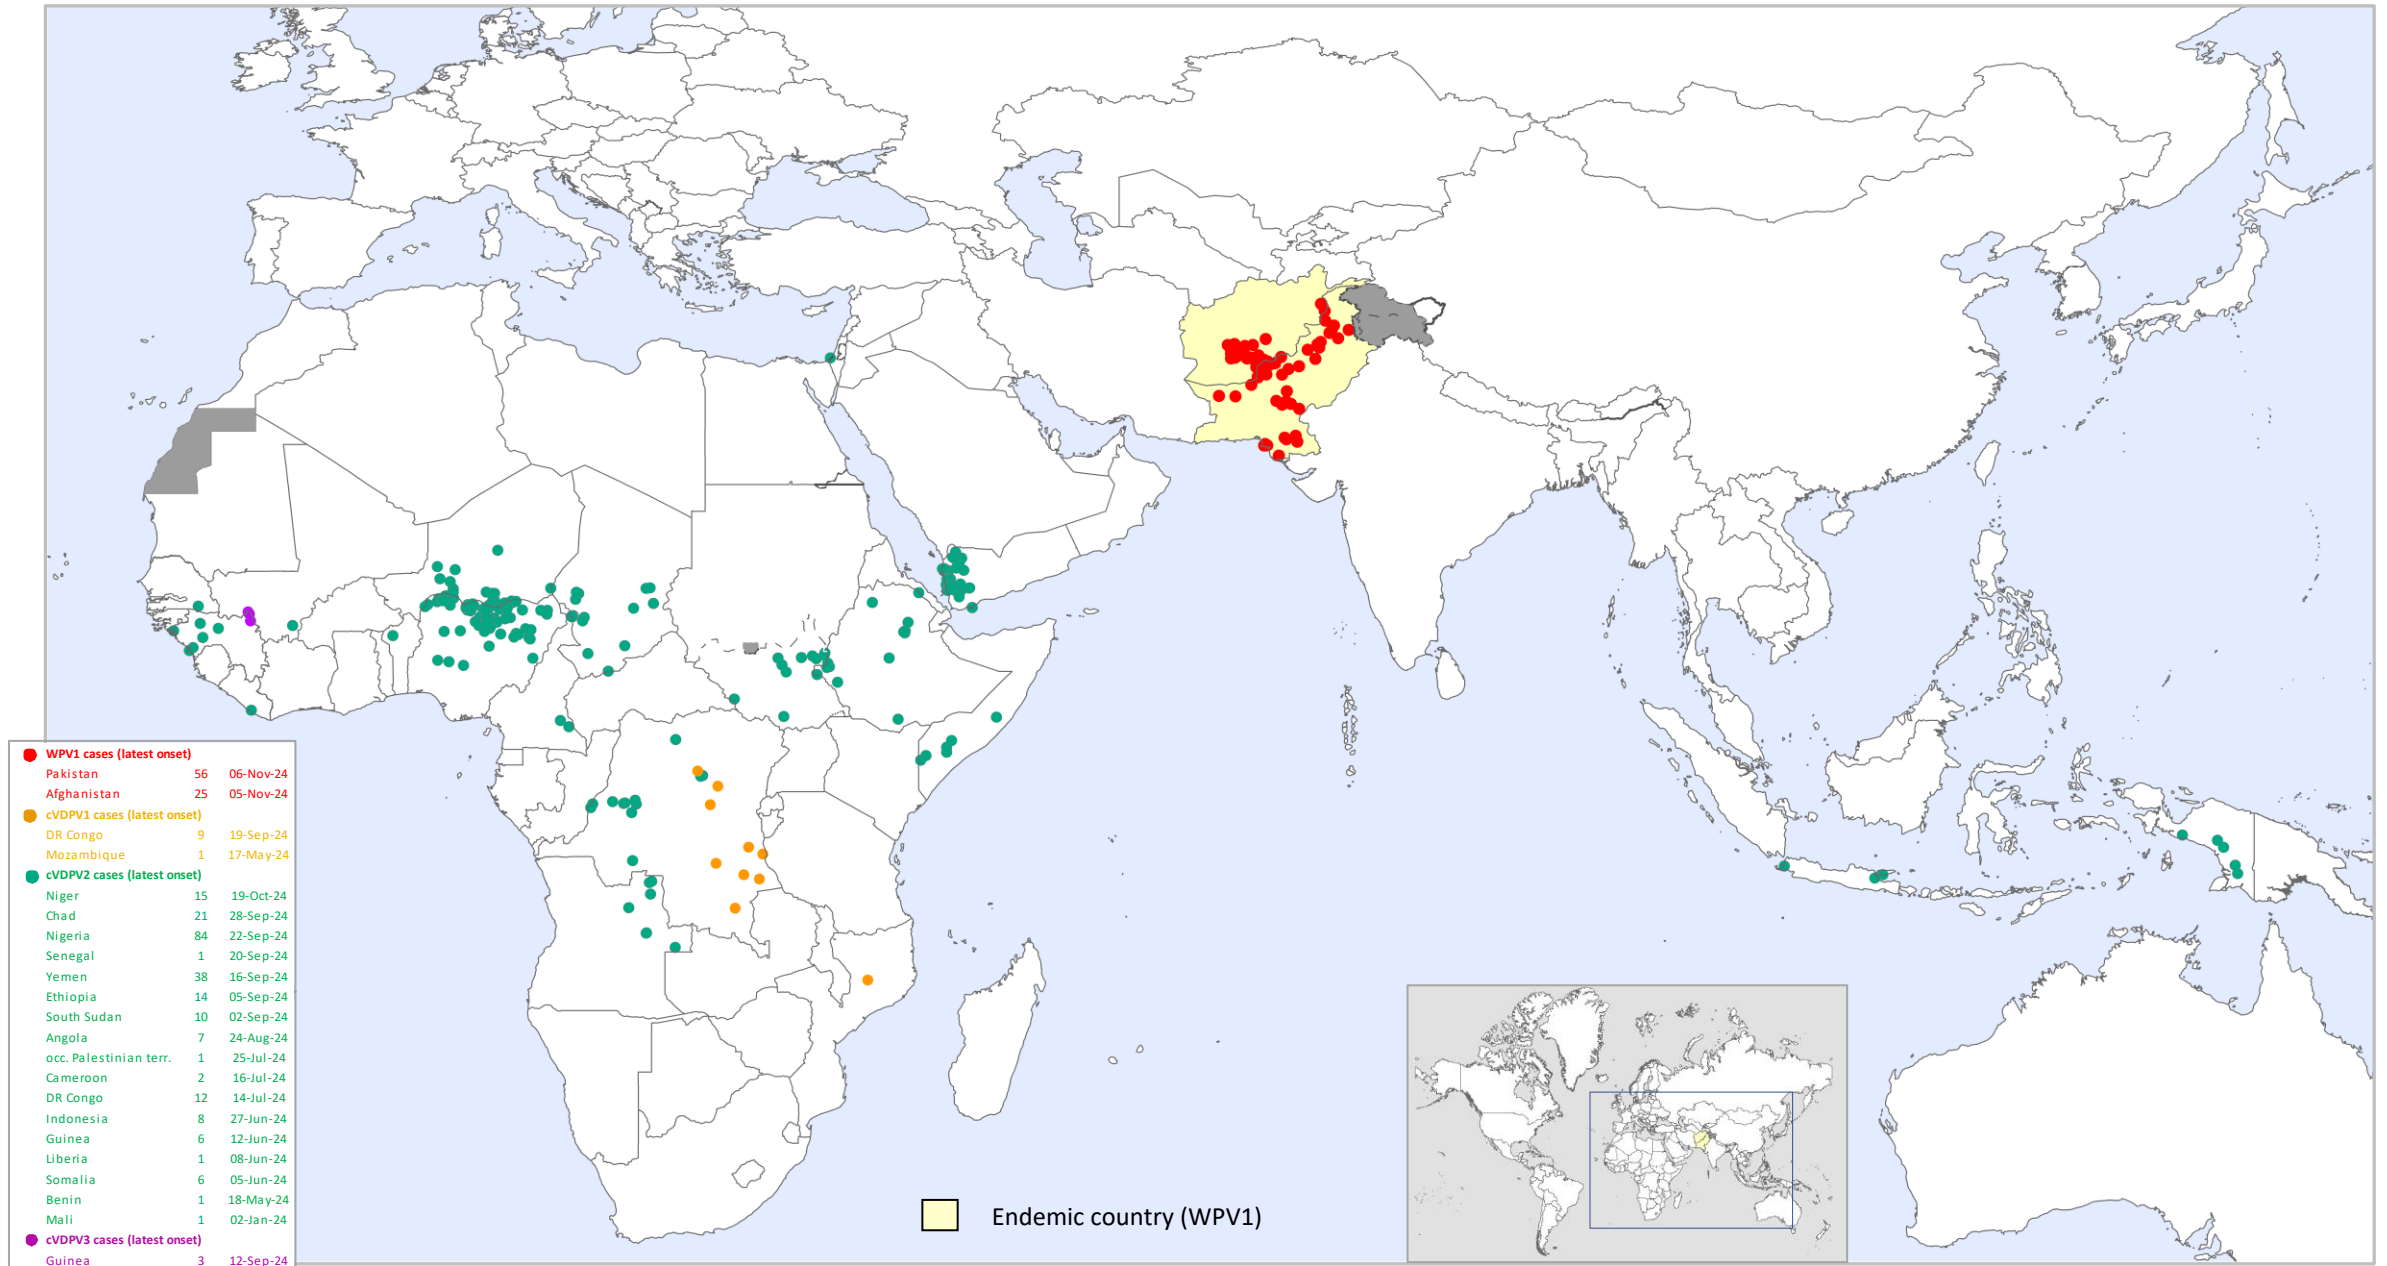 WPV1 cases (latest onset)
Pakistan 56 06-Nov-24
Afghanistan 25 05-Nov-24
cVDPV1 cases (latest onset)
DR Congo 9 19-Sep-24
Mozambique 1 17-May-24
cVDPV2 cases (latest onset)
Niger 15 19-Oct-24
Chad 21 28-Sep-24
Nigeria 84 22-Sep-24
Senegal 1 20-Sep-24
Yemen 38 16-Sep-24
Ethiopia 14 05-Sep-24
South Sudan 10 02-Sep-24
Angola 7 24-Aug-24
occ. Palestinian terr. 1 25-Jul-24
Cameroon 2 16-Jul-24
DR Congo 12 14-Jul-24
Indonesia 8 27-Jun-24
Guinea 6 12-Jun-24
Liberia 1 08-Jun-24
Somalia 6 05-Jun-24
Benin 1 18-May-24
Mali 1 02-Jan-24
cVDPV3 cases (latest onset)
Guinea 3 12-Sep-24
Endemic country (WPV1)